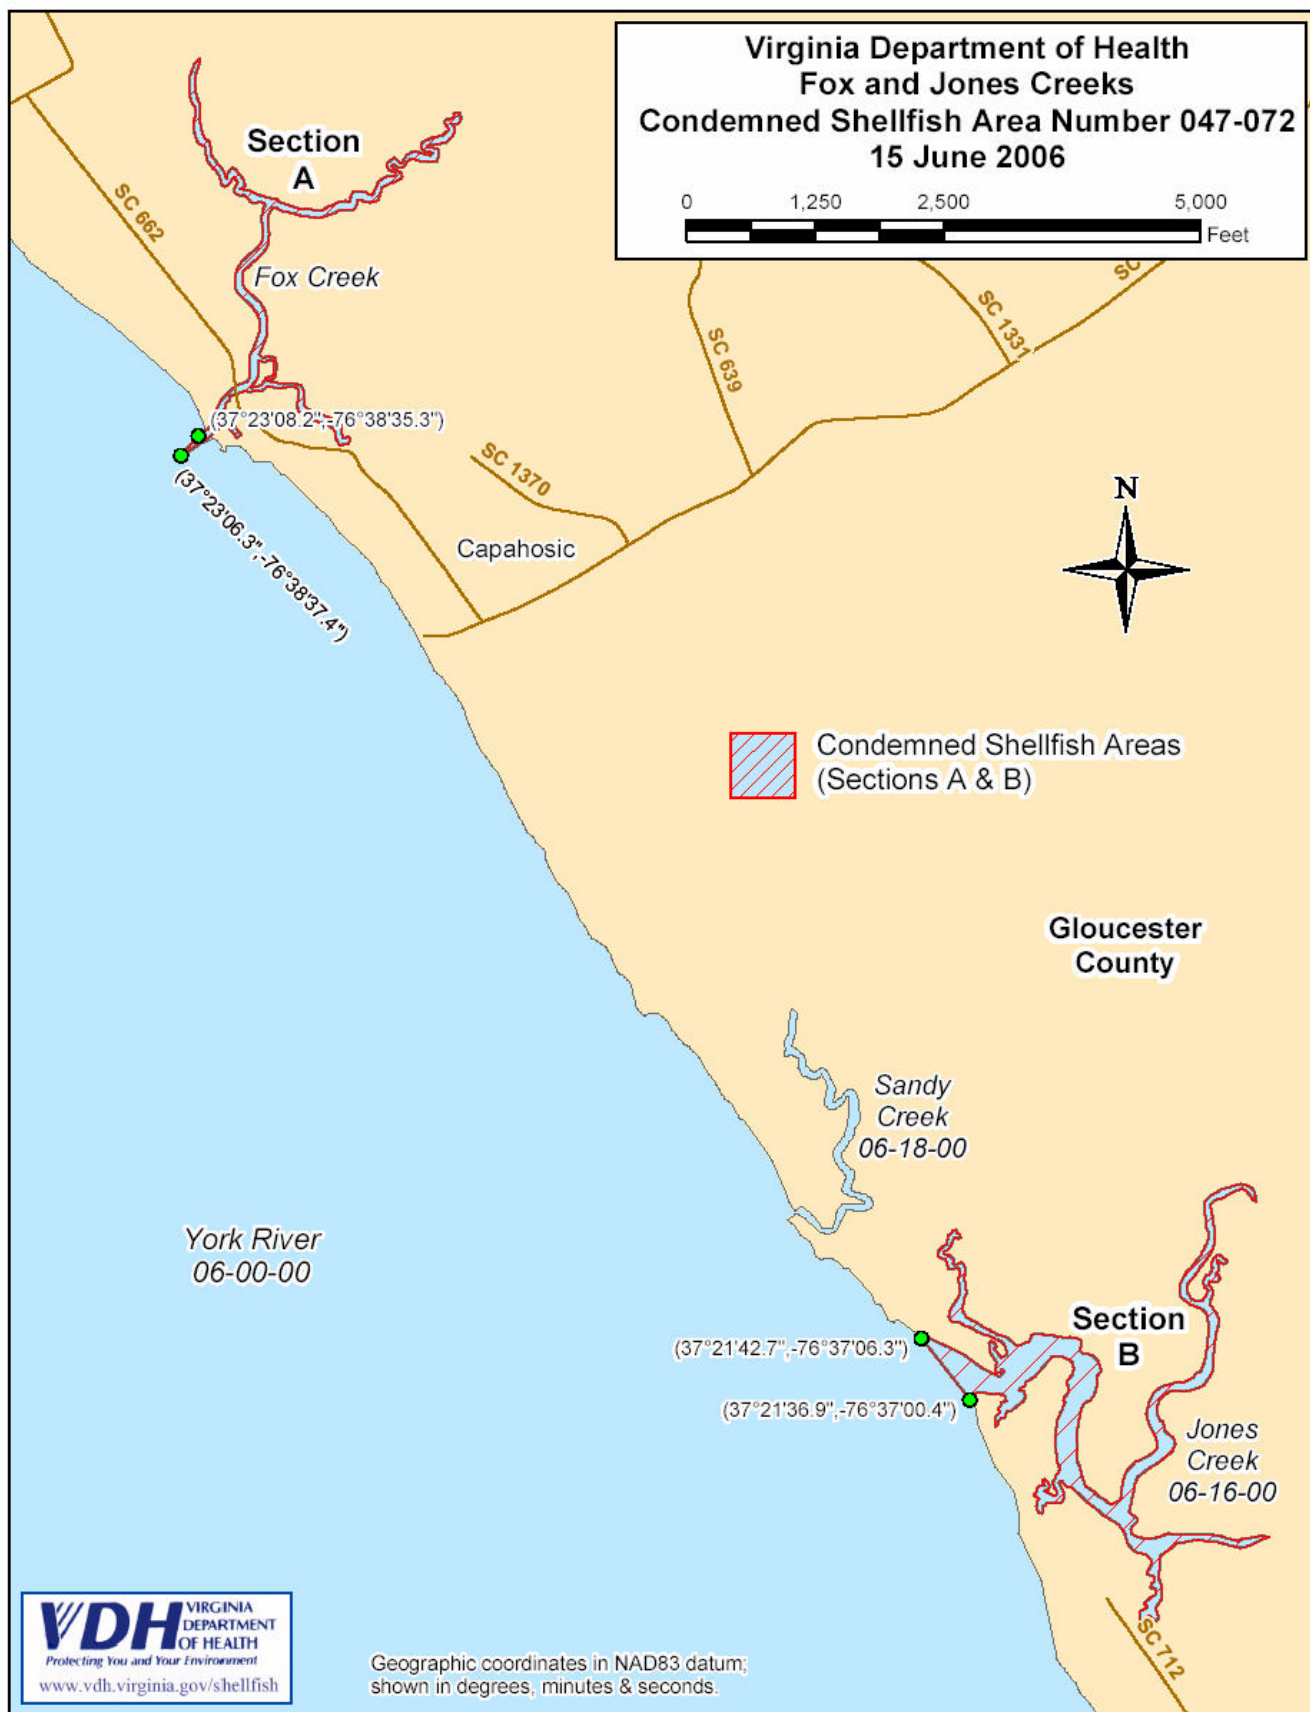 Virginia Department of Health
Fox and Jones Creeks
Condemned Shellfish Area Number 047-072
15 June 2006
0 1,250 2,500 5,000
Feet
Section
A
SC 662
Fox Creek
SC
SC 1331
SC 639
(37°23'08.2",-76°38'35.3")
(37°23'06.3",-76°38'37.4")
SC 1370
Capahosic
N
Condemned Shellfish Areas
(Sections A & B)
Gloucester
County
Sandy
Creek
06-18-00
York River
06-00-00
Section
B
(37°21'42.7",-76°37'06.3")
(37°21'36.9",-76°37'00.4")
Jones
Creek
06-16-00
SC 712
VDH VIRGINIA
DEPARTMENT
OF HEALTH
Protecting You and Your Environment
www.vdh.virginia.gov/shellfish
Geographic coordinates in NAD83 datum;
shown in degrees, minutes & seconds.